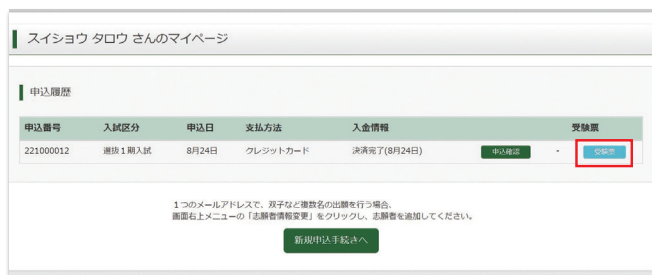 スイショウ タロウ さんのマイページ
申込履歴
申込番号 入試区分 申込日 支払方法 入金情報 受験票
221000012 選抜１期入試 8月24日 クレジットカード 決済完了(8月24日) 申込確認 - 受験票
１つのメールアドレスで、双子など複数名の出願を行う場合、
画面右上メニューの「志願者情報変更」をクリックし、志願者を追加してください。
新規申込手続きへ